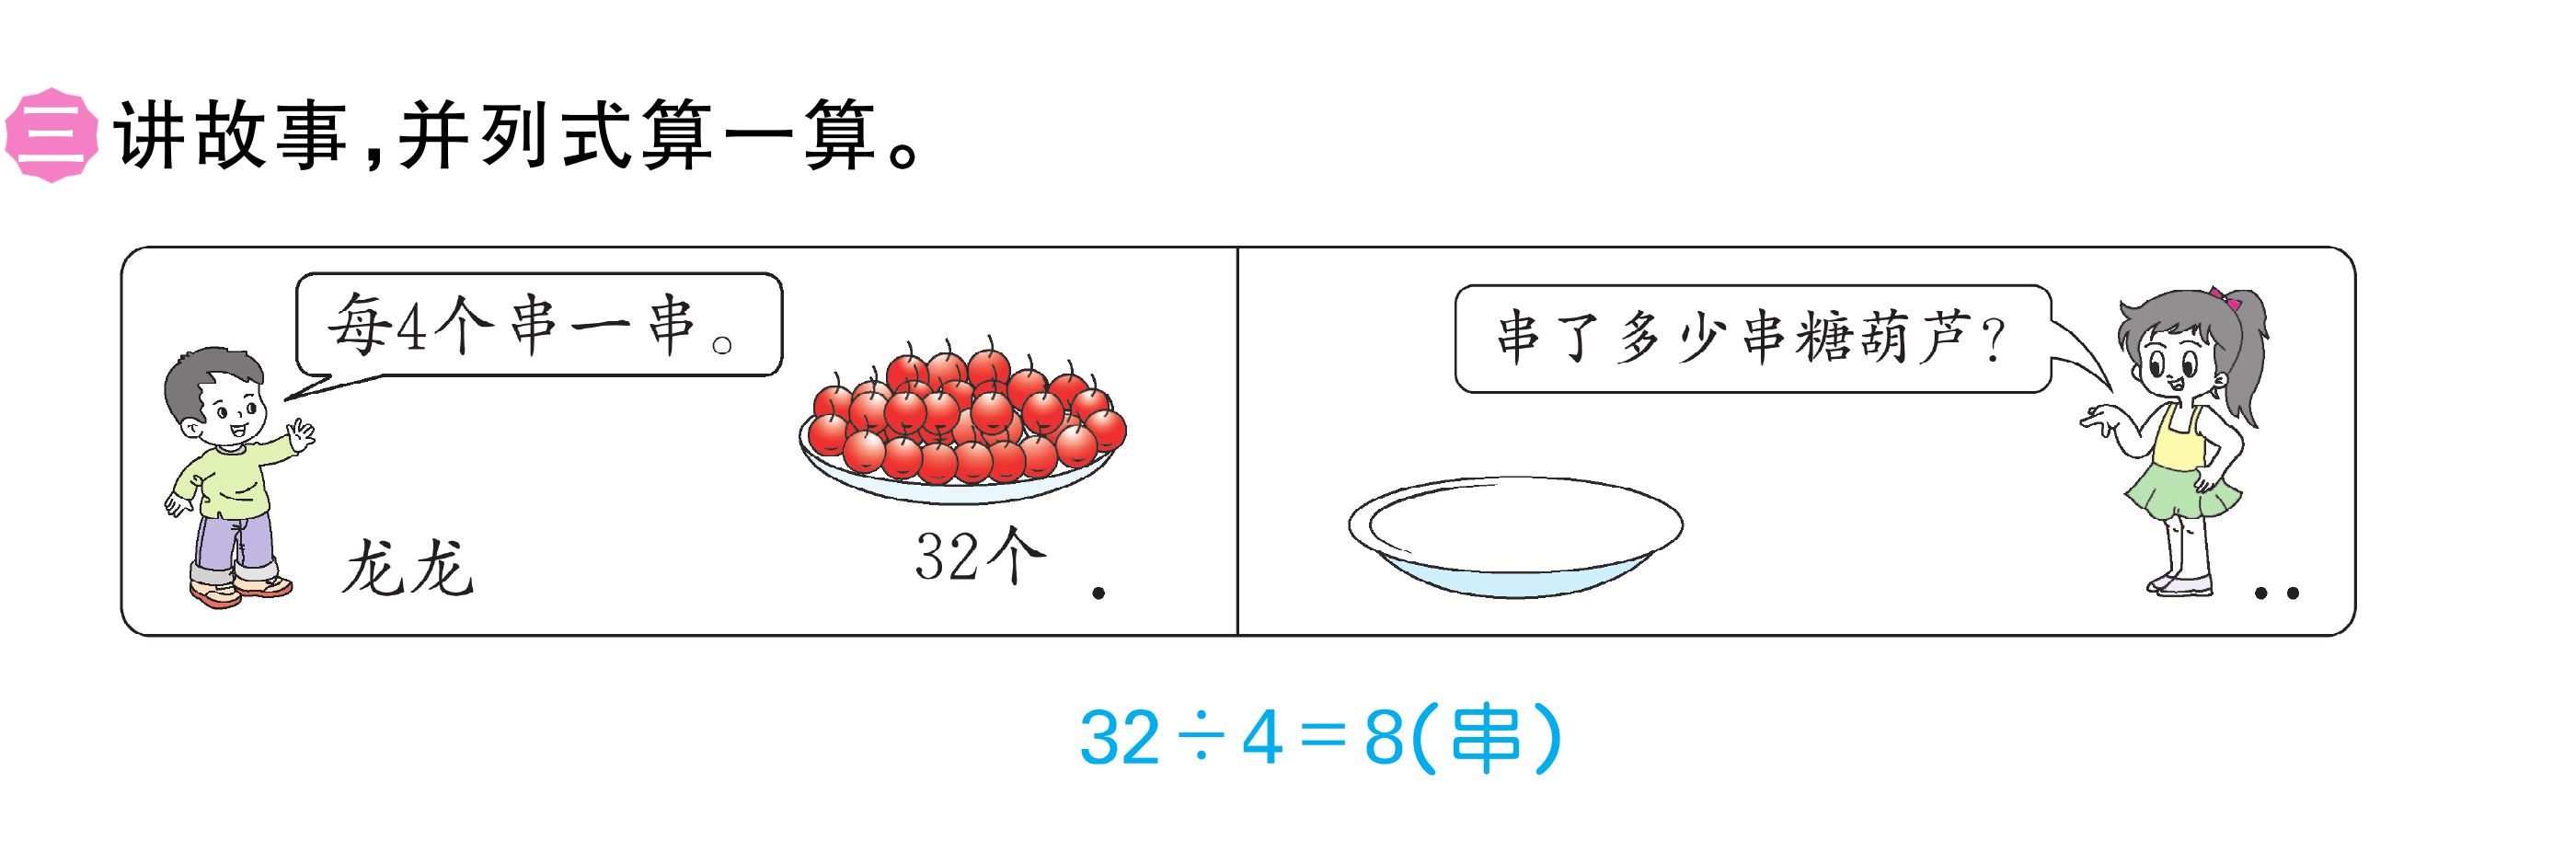 三 讲故事,并列式算一算。
每4个串一串。
龙龙
32个
串了多少串糖葫芦?
32÷4=8(串)